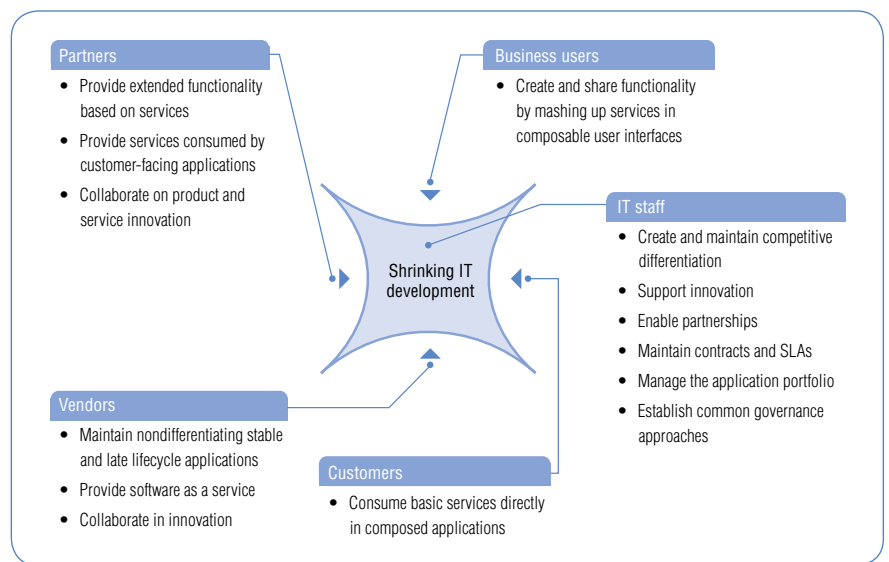 Partners
• Provide extended functionality
based on services
• Provide services consumed by
customer-facing applications
• Collaborate on product and
service innovation
Business users
• Create and share functionality
by mashing up services in
composable user interfaces
IT staff
• Create and maintain competitive
differentiation
• Support innovation
• Enable partnerships
• Maintain contracts and SLAs
• Manage the application portfolio
• Establish common governance
approaches
Shrinking IT
development
Vendors
• Maintain nondifferentiating stable
and late lifecycle applications
• Provide software as a service
• Collaborate in innovation
Customers
• Consume basic services directly
in composed applications